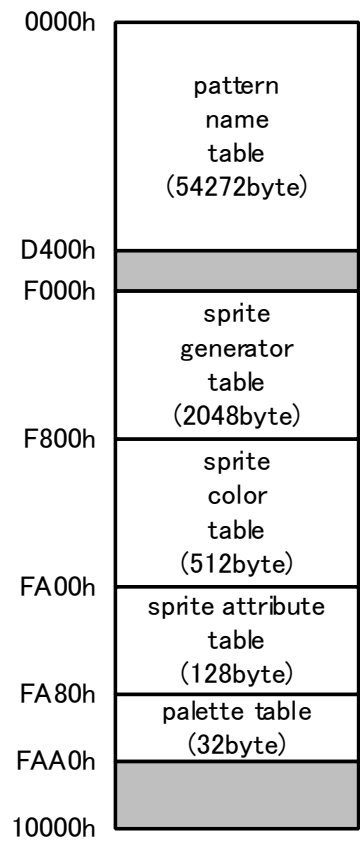 0000h
pattern
name
table
(54272byte)
D400h
F000h
sprite
generator
table
(2048byte)
F800h
sprite
color
table
(512byte)
FA00h
sprite attribute
table
(128byte)
FA80h
palette table
(32byte)
FAA0h
10000h